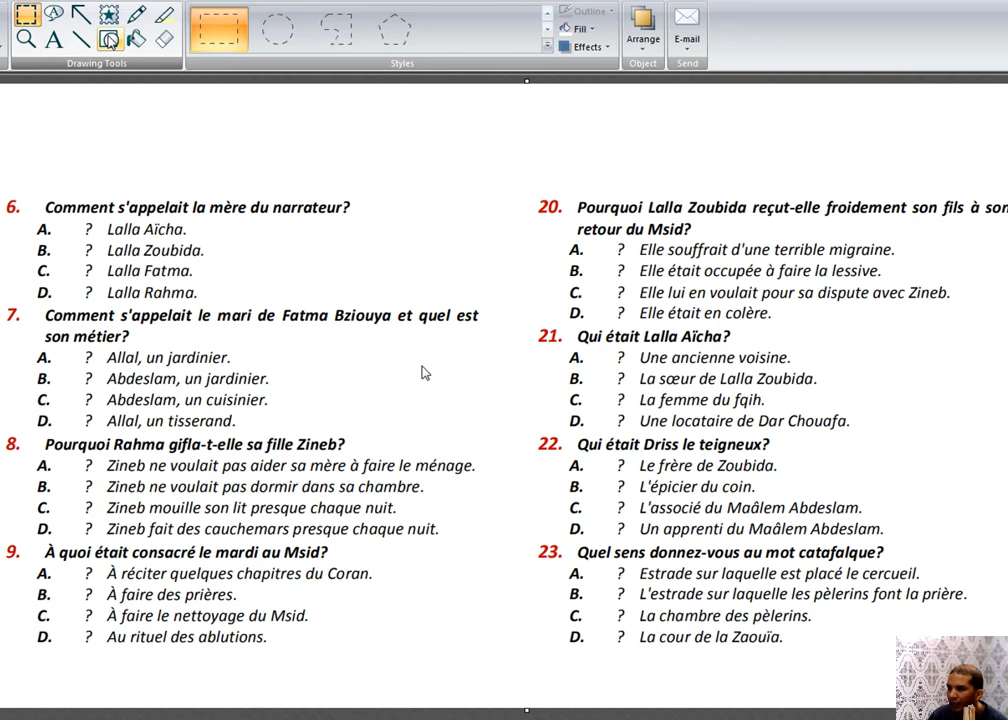 Outline
Fill
Effects
Arrange
E-mail
Drawing Tools
Styles
Object
Send
6. Comment s'appelait la mère du narrateur?
A. ? Lalla Aïcha.
B. ? Lalla Zoubida.
C. ? Lalla Fatma.
D. ? Lalla Rahma.
7. Comment s'appelait le mari de Fatma Bziouya et quel est
son métier?
A. ? Allal, un jardinier.
B. ? Abdeslam, un jardinier.
C. ? Abdeslam, un cuisinier.
D. ? Allal, un tisserand.
8. Pourquoi Rahma gifla-t-elle sa fille Zineb?
A. ? Zineb ne voulait pas aider sa mère à faire le ménage.
B. ? Zineb ne voulait pas dormir dans sa chambre.
C. ? Zineb mouille son lit presque chaque nuit.
D. ? Zineb fait des cauchemars presque chaque nuit.
9. À quoi était consacré le mardi au Msid?
A. ? À réciter quelques chapitres du Coran.
B. ? À faire des prières.
C. ? À faire le nettoyage du Msid.
D. ? Au rituel des ablutions.
20. Pourquoi Lalla Zoubida reçut-elle froidement son fils à son
retour du Msid?
A. ? Elle souffrait d'une terrible migraine.
B. ? Elle était occupée à faire la lessive.
C. ? Elle lui en voulait pour sa dispute avec Zineb.
D. ? Elle était en colère.
21. Qui était Lalla Aïcha?
A. ? Une ancienne voisine.
B. ? La sœur de Lalla Zoubida.
C. ? La femme du fqih.
D. ? Une locataire de Dar Chouafa.
22. Qui était Driss le teigneux?
A. ? Le frère de Zoubida.
B. ? L'épicier du coin.
C. ? L'associé du Maâlem Abdeslam.
D. ? Un apprenti du Maâlem Abdeslam.
23. Quel sens donnez-vous au mot catafalque?
A. ? Estrade sur laquelle est placé le cercueil.
B. ? L'estrade sur laquelle les pèlerins font la prière.
C. ? La chambre des pèlerins.
D. ? La cour de la Zaouïa.